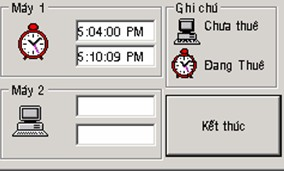 Máy 1
5:04:00 PM
5:10:09 PM
Máy 2
Ghi chú
Chưa thuê
Đang Thuê
Kết thúc